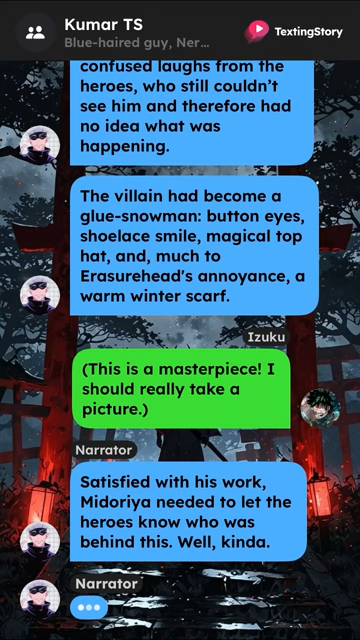 Kumar TS
Blue-haired guy, Ner...
TextingStory
confused laughs from the
heroes, who still couldn't
see him and therefore had
no idea what was
happening.
The villain had become a
glue-snowman: button eyes,
shoelace smile, magical top
hat, and, much to
Erasurehead's annoyance, a
warm winter scarf.
Izuku
(This is a masterpiece! I
should really take a
picture.)
Narrator
Satisfied with his work,
Midoriya needed to let the
heroes know who was
behind this. Well, kinda.
Narrator